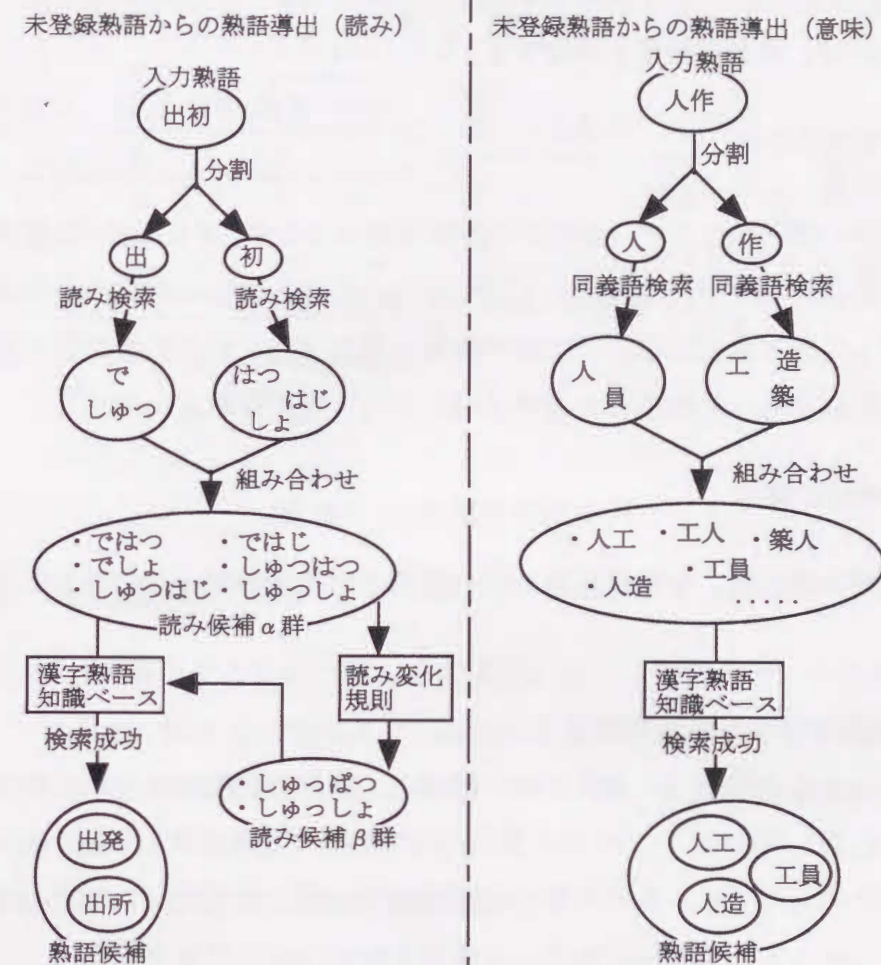 未登録熟語からの熟語導出（読み）
入力熟語
出初
分割
出
初
読み検索
読み検索
で
しゅつ
はつ
はじ
しょ
組み合わせ
・ではつ ・ではじ
・でしょ ・しゅつはつ
・しゅつはじ ・しゅつしょ
読み候補α群
漢字熟語
知識ベース
読み変化
規則
検索成功
・しゅっぱつ
・しゅっしょ
読み候補β群
出発
出所
熟語候補
未登録熟語からの熟語導出（意味）
入力熟語
人作
分割
人
作
同義語検索
同義語検索
人
員
工 造
築
組み合わせ
・人工 ・工人 ・築人
・人造 ・工員
......
漢字熟語
知識ベース
検索成功
人工
工員
人造
熟語候補